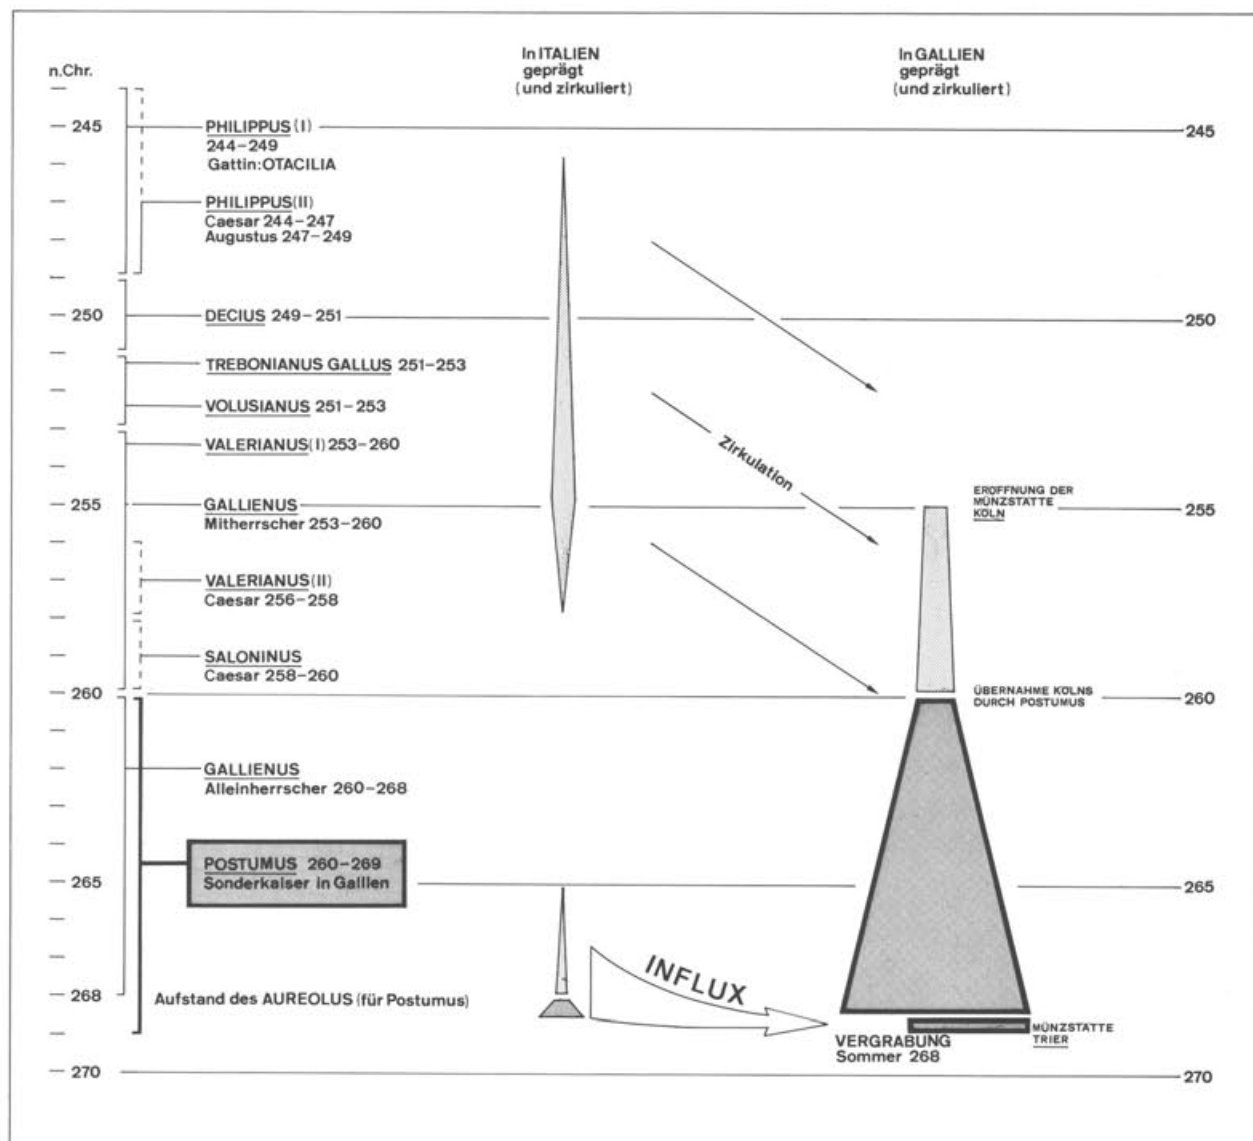 In ITALIEN
geprägt
(und zirkuliert)
In GALLIEN
geprägt
(und zirkuliert)
n.Chr.
245
PHILIPPUS (I)
244–249
Gattin: OTACILIA
245
PHILIPPUS (II)
Caesar 244–247
Augustus 247–249
250
DECIUS 249–251
250
TREBONIANUS GALLUS 251–253
VOLUSIANUS 251–253
VALERIANUS (I) 253–260
Zirkulation
255
GALLIENUS
Mitherrscher 253–260
ERÖFFNUNG DER
MÜNZSTATTE
KÖLN
255
VALERIANUS (II)
Caesar 256–258
SALONINUS
Caesar 258–260
260
ÜBERNAHME KÖLNS
DURCH POSTUMUS
260
GALLIENUS
Alleinherrscher 260–268
POSTUMUS 260–269
Sonderkaiser in Gallien
265
265
INFLUX
268
Aufstand des AUREOLUS (für Postumus)
VERGRABUNG
Sommer 268
MÜNZSTATTE
TRIER
270
270